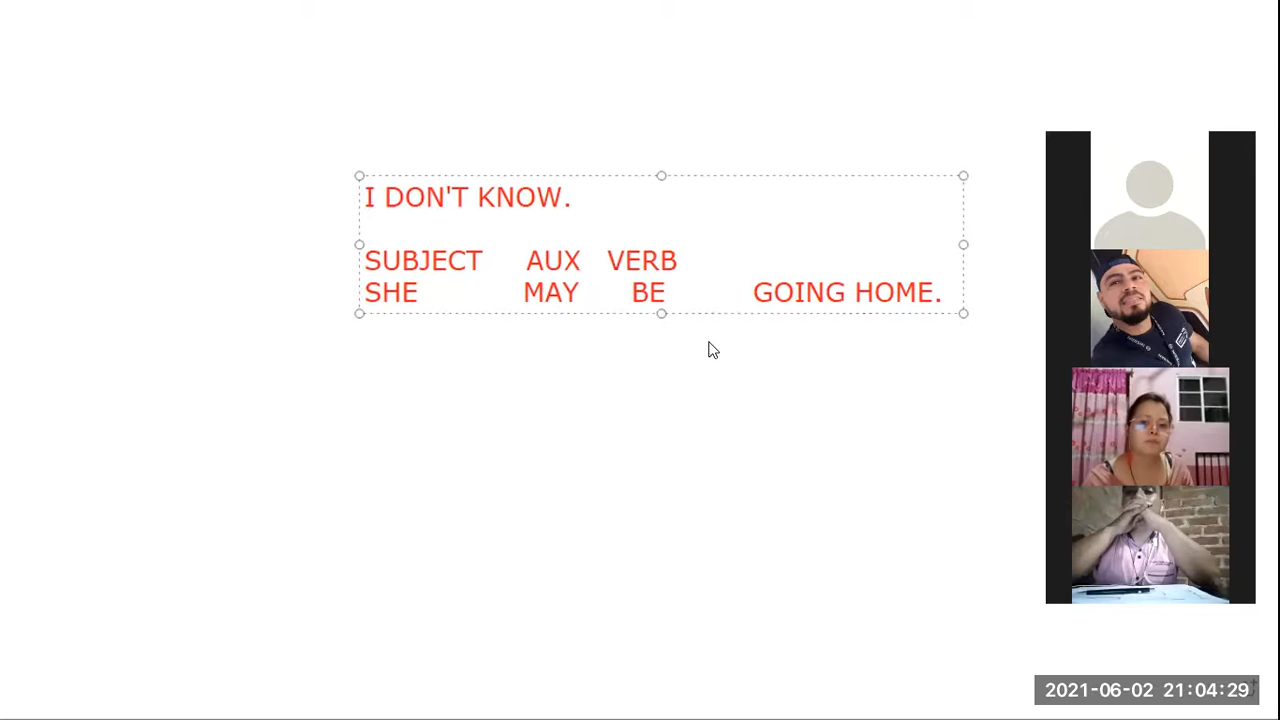 I DON'T KNOW.
SUBJECT AUX VERB
SHE MAY BE GOING HOME.
2021-06-02 21:04:29